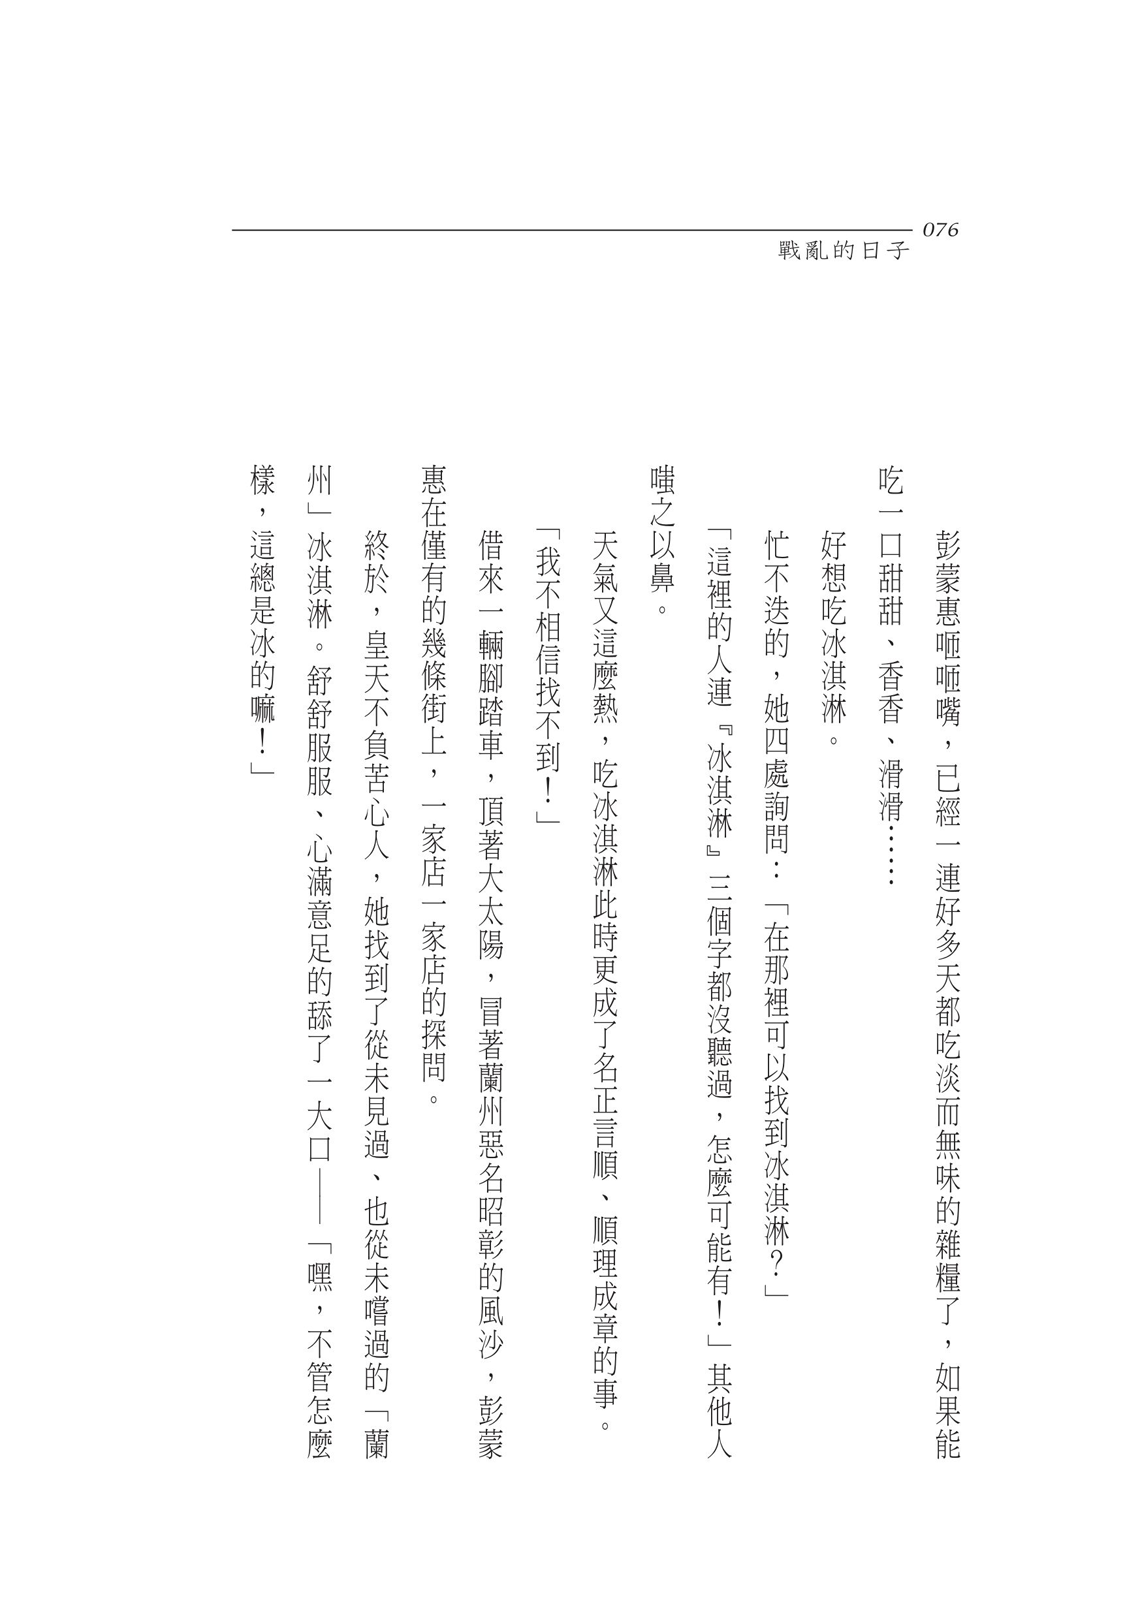 076
戰亂的日子
彭蒙惠咂咂嘴，已經一連好多天都吃淡而無味的雜糧了，如果能
吃一口甜甜、香香、滑滑……
好想吃冰淇淋。
忙不迭的，她四處詢問：「在那裡可以找到冰淇淋？」
「這裡的人連『冰淇淋』三個字都沒聽過，怎麼可能有！」其他人
嗤之以鼻。
天氣又這麼熱，吃冰淇淋此時更成了名正言順、順理成章的事。
「我不相信找不到！」
借來一輛腳踏車，頂著大太陽，冒著蘭州惡名昭彰的風沙，彭蒙
惠在僅有的幾條街上，一家店一家店的探問。
終於，皇天不負苦心人，她找到了從未見過、也從未嚐過的「蘭
州」冰淇淋。舒舒服服、心滿意足的舔了一大口——「嘿，不管怎麼
樣，這總是冰的嘛！」